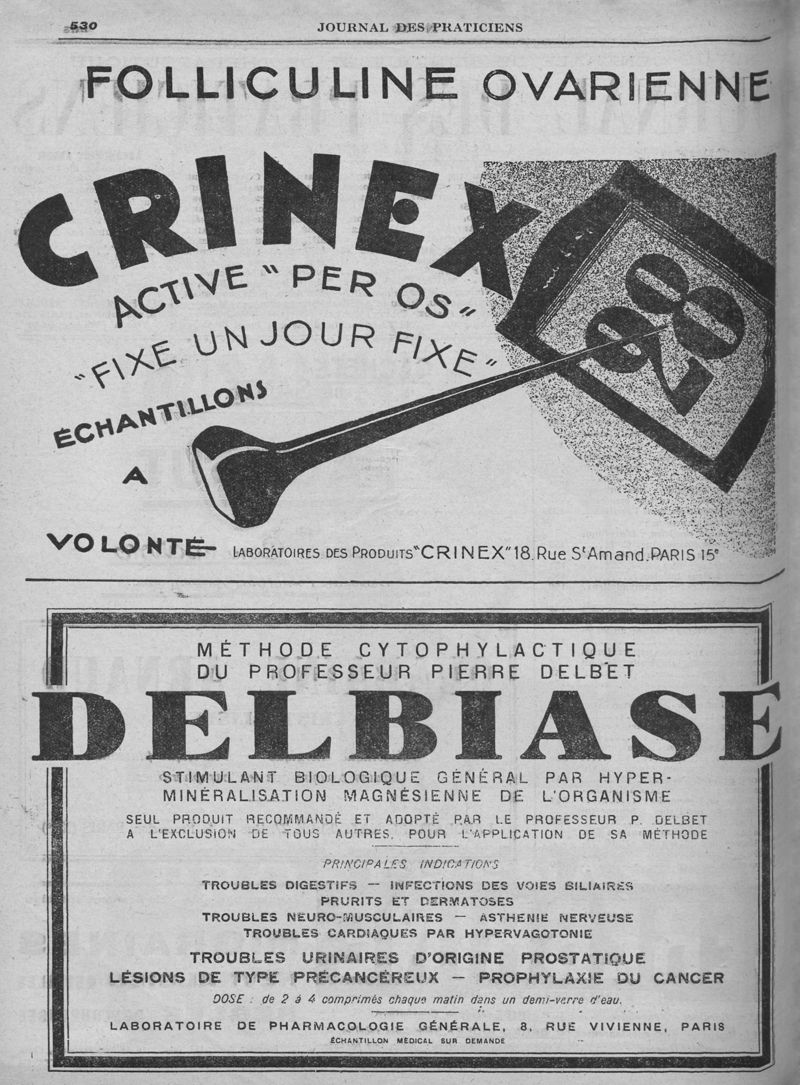 530
JOURNAL DES PRATICIENS
FOLLICULINE OVARIENNE
CRINEX
ACTIVE "PER OS"
"FIXE UN JOUR FIXE"
ÉCHANTILLONS
A
VOLONTÉ
28
LABORATOIRES DES PRODUITS "CRINEX" 18, RUE ST AMAND. PARIS 15e
MÉTHODE CYTOPHYLACTIQUE
DU PROFESSEUR PIERRE DELBET
DELBIASE
STIMULANT BIOLOGIQUE GÉNÉRAL PAR HYPER-
MINÉRALISATION MAGNÉSIENNE DE L'ORGANISME
SEUL PRODUIT RECOMMANDÉ ET ADOPTÉ PAR LE PROFESSEUR P. DELBET
A L'EXCLUSION DE TOUS AUTRES, POUR L'APPLICATION DE SA MÉTHODE
PRINCIPALES INDICATIONS
TROUBLES DIGESTIFS — INFECTIONS DES VOIES BILIAIRES
PRURITS ET DERMATOSES
TROUBLES NEURO-MUSCULAIRES — ASTHÉNIE NERVEUSE
TROUBLES CARDIAQUES PAR HYPERVAGOTONIE
TROUBLES URINAIRES D'ORIGINE PROSTATIQUE
LÉSIONS DE TYPE PRÉCANCÉREUX — PROPHYLAXIE DU CANCER
DOSE : de 2 à 4 comprimés chaque matin dans un demi-verre d'eau.
LABORATOIRE DE PHARMACOLOGIE GÉNÉRALE, 8, RUE VIVIENNE, PARIS
ÉCHANTILLON MÉDICAL SUR DEMANDE